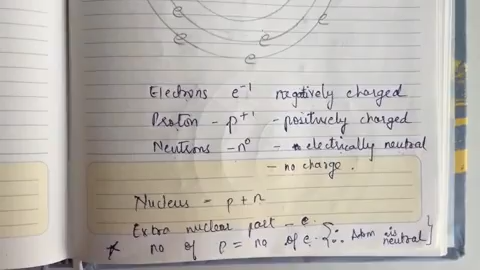 e e
e e
e
Electrons e⁻¹ negatively charged
Proton - p⁺¹ - positively charged
Neutrons - n⁰ - electrically neutral
- no charge.
Nucleus - p + n
Extra nuclear part - e.
* no of p = no of e. {∴ Atom is neutral}